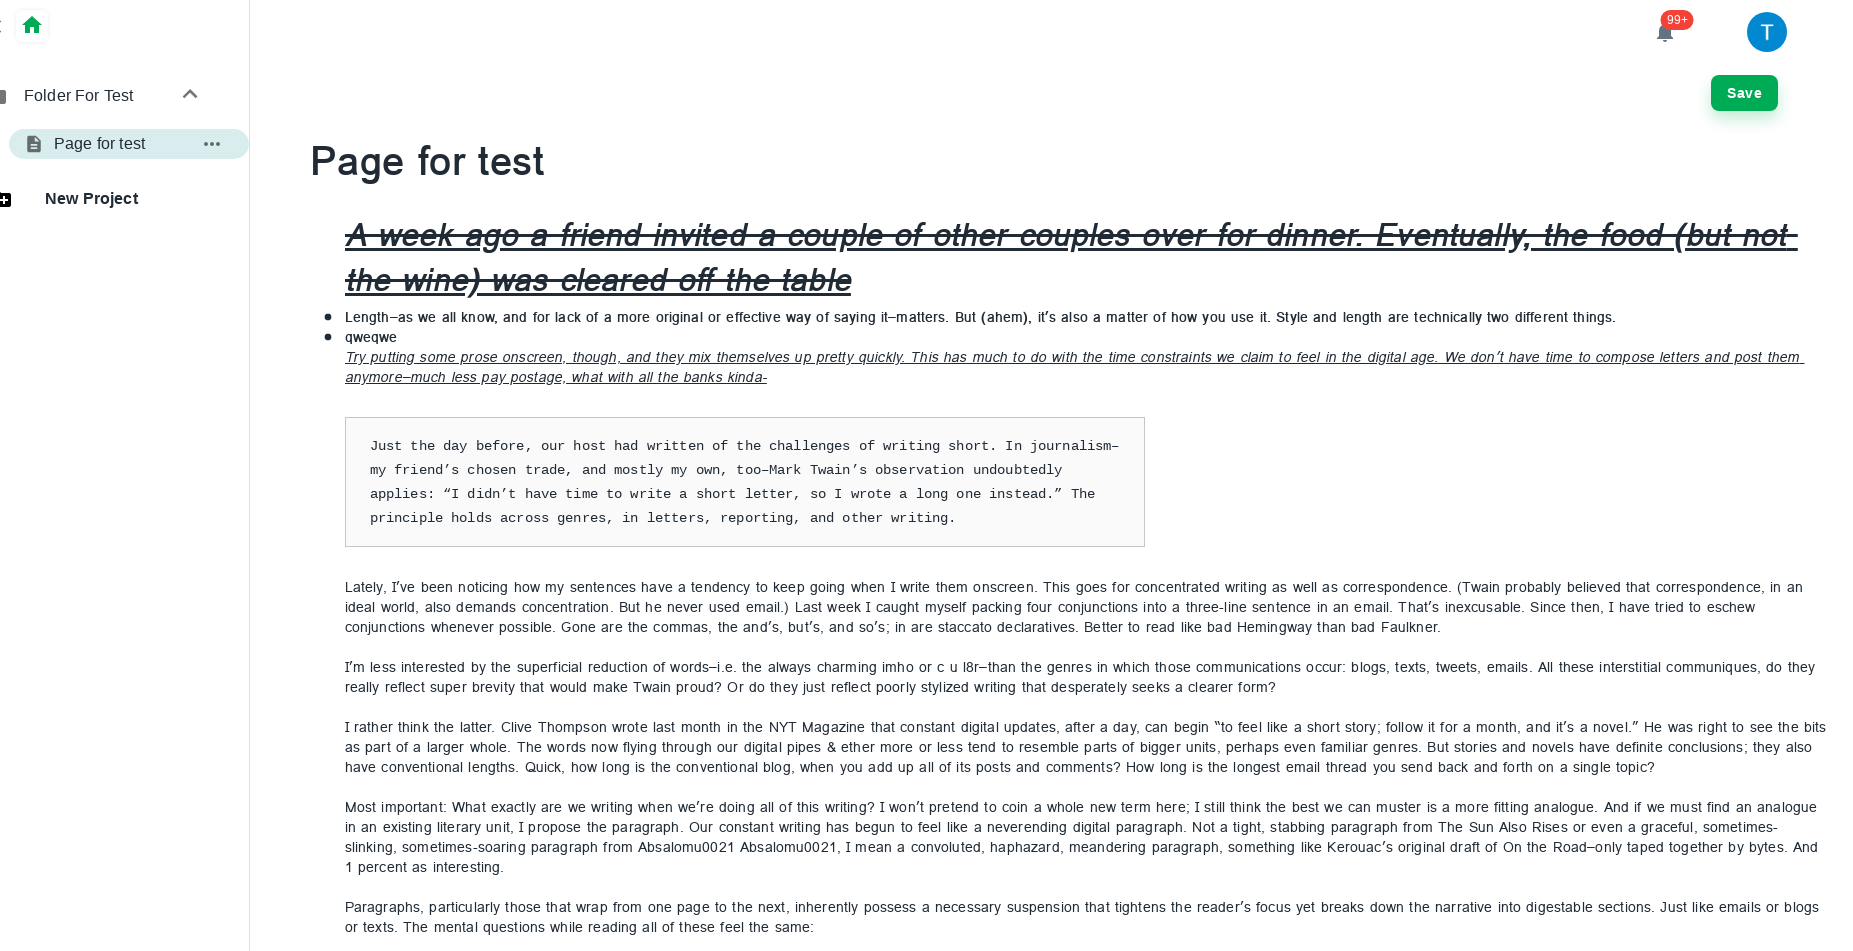 99+
T
Folder For Test
Save
Page for test
Page for test
New Project
A week ago a friend invited a couple of other couples over for dinner. Eventually, the food (but not
the wine) was cleared off the table
Length–as we all know, and for lack of a more original or effective way of saying it–matters. But (ahem), it’s also a matter of how you use it. Style and length are technically two different things.
qweqwe
Try putting some prose onscreen, though, and they mix themselves up pretty quickly. This has much to do with the time constraints we claim to feel in the digital age. We don’t have time to compose letters and post them
anymore–much less pay postage, what with all the banks kinda-
Just the day before, our host had written of the challenges of writing short. In journalism–
my friend’s chosen trade, and mostly my own, too–Mark Twain’s observation undoubtedly
applies: “I didn’t have time to write a short letter, so I wrote a long one instead.” The
principle holds across genres, in letters, reporting, and other writing.
Lately, I’ve been noticing how my sentences have a tendency to keep going when I write them onscreen. This goes for concentrated writing as well as correspondence. (Twain probably believed that correspondence, in an
ideal world, also demands concentration. But he never used email.) Last week I caught myself packing four conjunctions into a three-line sentence in an email. That’s inexcusable. Since then, I have tried to eschew
conjunctions whenever possible. Gone are the commas, the and’s, but’s, and so’s; in are staccato declaratives. Better to read like bad Hemingway than bad Faulkner.
I’m less interested by the superficial reduction of words–i.e. the always charming imho or c u l8r–than the genres in which those communications occur: blogs, texts, tweets, emails. All these interstitial communiques, do they
really reflect super brevity that would make Twain proud? Or do they just reflect poorly stylized writing that desperately seeks a clearer form?
I rather think the latter. Clive Thompson wrote last month in the NYT Magazine that constant digital updates, after a day, can begin “to feel like a short story; follow it for a month, and it’s a novel.” He was right to see the bits
as part of a larger whole. The words now flying through our digital pipes & ether more or less tend to resemble parts of bigger units, perhaps even familiar genres. But stories and novels have definite conclusions; they also
have conventional lengths. Quick, how long is the conventional blog, when you add up all of its posts and comments? How long is the longest email thread you send back and forth on a single topic?
Most important: What exactly are we writing when we’re doing all of this writing? I won’t pretend to coin a whole new term here; I still think the best we can muster is a more fitting analogue. And if we must find an analogue
in an existing literary unit, I propose the paragraph. Our constant writing has begun to feel like a neverending digital paragraph. Not a tight, stabbing paragraph from The Sun Also Rises or even a graceful, sometimes-
slinking, sometimes-soaring paragraph from Absalomu0021 Absalomu0021, I mean a convoluted, haphazard, meandering paragraph, something like Kerouac’s original draft of On the Road–only taped together by bytes. And
1 percent as interesting.
Paragraphs, particularly those that wrap from one page to the next, inherently possess a necessary suspension that tightens the reader’s focus yet breaks down the narrative into digestable sections. Just like emails or blogs
or texts. The mental questions while reading all of these feel the same: